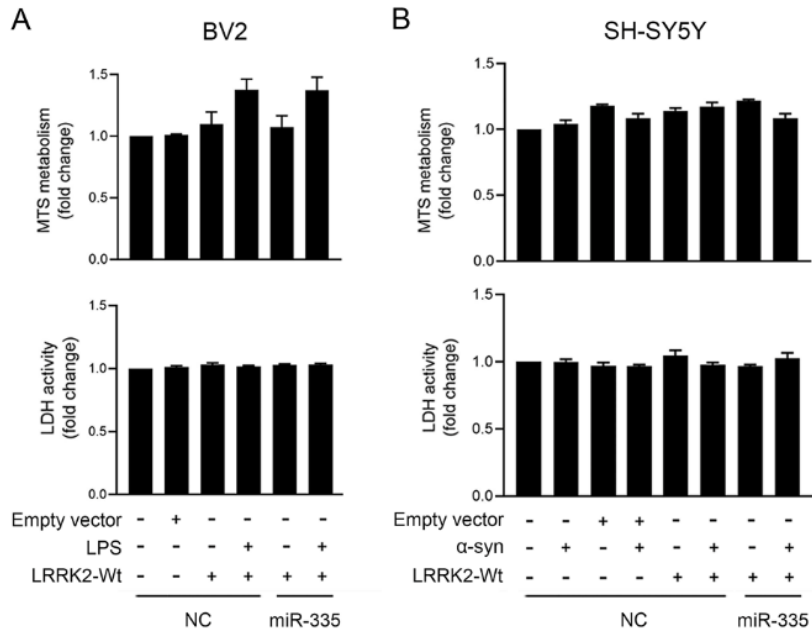 A
BV2
MTS metabolism
(fold change)
1.5
1.0
0.5
0.0
LDH activity
(fold change)
1.5
1.0
0.5
0.0
Empty vector - + - - - -
LPS - - - + - +
LRRK2-Wt - - + + + +
NC miR-335
B
SH-SY5Y
MTS metabolism
(fold change)
1.5
1.0
0.5
0.0
LDH activity
(fold change)
1.5
1.0
0.5
0.0
Empty vector - - + + - - - -
α-syn - + - + - + - +
LRRK2-Wt - - - - + + + +
NC miR-335